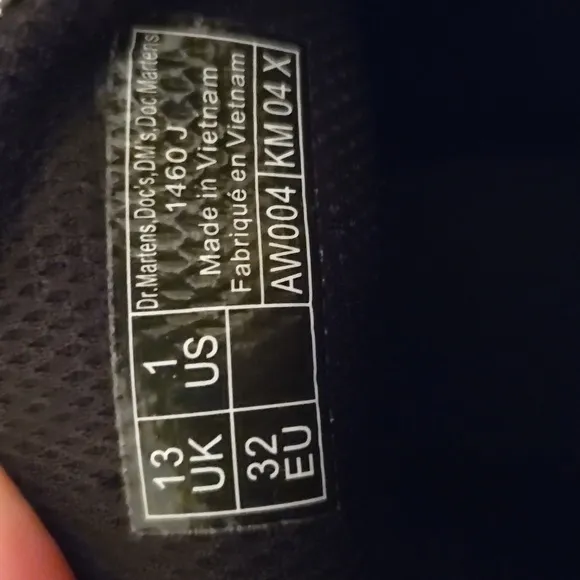 Dr.Martens,Doc's,DM's,Doc Martens
1460 J
Made in Vietnam
Fabriqué en Vietnam
AW004 KM 04 X
13
UK
1
US
32
EU